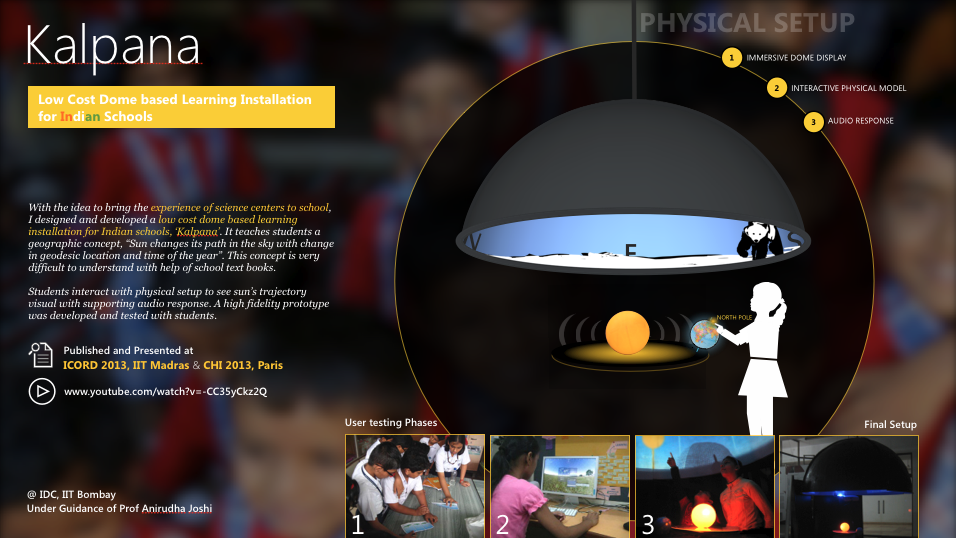 Kalpana
Low Cost Dome based Learning Installation
for Indian Schools
With the idea to bring the experience of science centers to school,
I designed and developed a low cost dome based learning
installation for Indian schools, ‘Kalpana’. It teaches students a
geographic concept, “Sun changes its path in the sky with change
in geodesic location and time of the year”. This concept is very
difficult to understand with help of school text books.
Students interact with physical setup to see sun’s trajectory
visual with supporting audio response. A high fidelity prototype
was developed and tested with students.
Published and Presented at
ICORD 2013, IIT Madras & CHI 2013, Paris
www.youtube.com/watch?v=-CC35yCkz2Q
@ IDC, IIT Bombay
Under Guidance of Prof Anirudha Joshi
PHYSICAL SETUP
1 IMMERSIVE DOME DISPLAY
2 INTERACTIVE PHYSICAL MODEL
3 AUDIO RESPONSE
E
S
NORTH POLE
User testing Phases
Final Setup
1
2
3